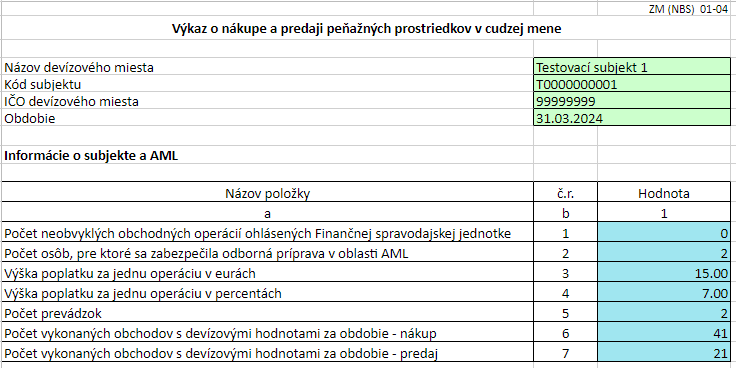 ZM (NBS) 01-04
Výkaz o nákupe a predaji peňažných prostriedkov v cudzej mene
Názov devízového miesta Testovací subjekt 1
Kód subjektu T0000000001
IČO devízového miesta 99999999
Obdobie 31.03.2024
Informácie o subjekte a AML
Názov položky č.r. Hodnota
a b 1
Počet neobvyklých obchodných operácií ohlásených Finančnej spravodajskej jednotke 1 0
Počet osôb, pre ktoré sa zabezpečila odborná príprava v oblasti AML 2 2
Výška poplatku za jednu operáciu v eurách 3 15.00
Výška poplatku za jednu operáciu v percentách 4 7.00
Počet prevádzok 5 2
Počet vykonaných obchodov s devízovými hodnotami za obdobie - nákup 6 41
Počet vykonaných obchodov s devízovými hodnotami za obdobie - predaj 7 21